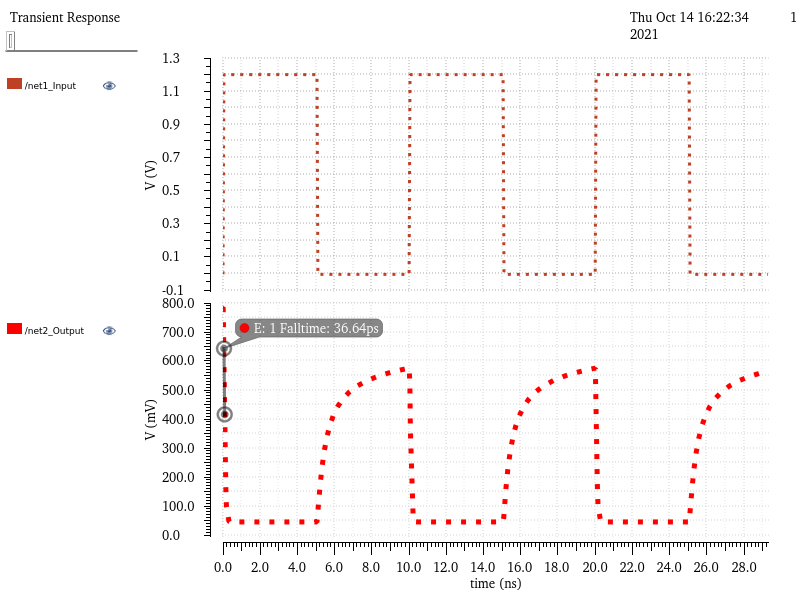 Transient Response
Thu Oct 14 16:22:34 1
2021
/net1_Input
V (V)
1.3
1.1
0.9
0.7
0.5
0.3
0.1
-0.1
/net2_Output
V (mV)
800.0
700.0
600.0
500.0
400.0
300.0
200.0
100.0
0.0
E: 1 Falltime: 36.64ps
0.0 2.0 4.0 6.0 8.0 10.0 12.0 14.0 16.0 18.0 20.0 22.0 24.0 26.0 28.0
time (ns)